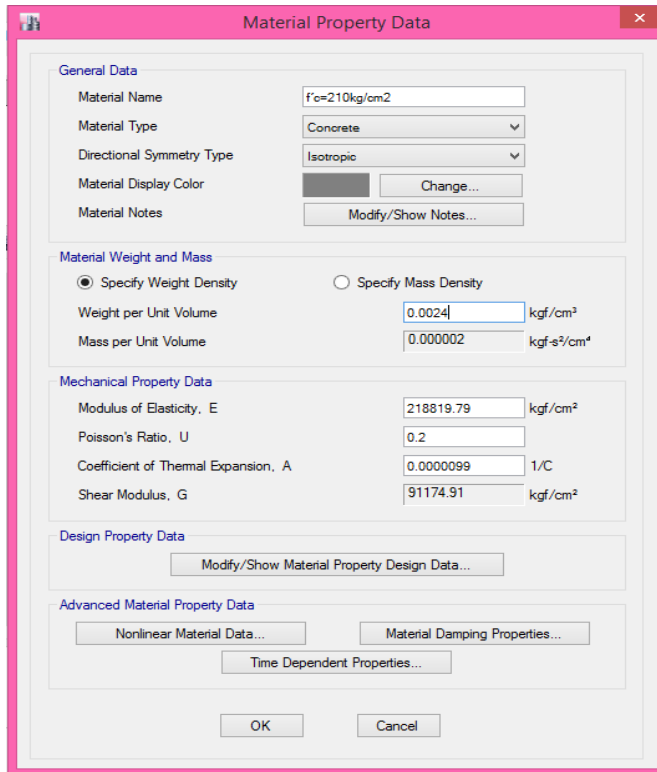 Material Property Data
General Data
Material Name f'c=210kg/cm2
Material Type Concrete
Directional Symmetry Type Isotropic
Material Display Color Change...
Material Notes Modify/Show Notes...
Material Weight and Mass
Specify Weight Density Specify Mass Density
Weight per Unit Volume 0.0024 kgf/cm³
Mass per Unit Volume 0.000002 kgf-s²/cm⁴
Mechanical Property Data
Modulus of Elasticity, E 218819.79 kgf/cm²
Poisson's Ratio, U 0.2
Coefficient of Thermal Expansion, A 0.0000099 1/C
Shear Modulus, G 91174.91 kgf/cm²
Design Property Data
Modify/Show Material Property Design Data...
Advanced Material Property Data
Nonlinear Material Data... Material Damping Properties...
Time Dependent Properties...
OK Cancel